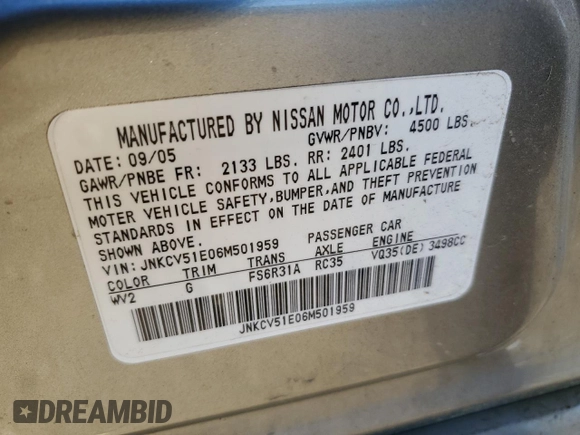 MANUFACTURED BY NISSAN MOTOR CO.,LTD.
DATE: 09/05 GVWR/PNBV: 4500 LBS.
GAWR/PNBE FR: 2133 LBS. RR: 2401 LBS.
THIS VEHICLE CONFORMS TO ALL APPLICABLE FEDERAL
MOTER VEHICLE SAFETY,BUMPER,AND THEFT PREVENTION
STANDARDS IN EFFECT ON THE DATE OF MANUFACTURE
SHOWN ABOVE.
VIN: JNKCV51E06M501959 PASSENGER CAR
COLOR TRIM TRANS AXLE ENGINE
WV2 G FS6R31A RC35 VQ35(DE) 3498CC
JNKCV51E06M501959
DREAMBID